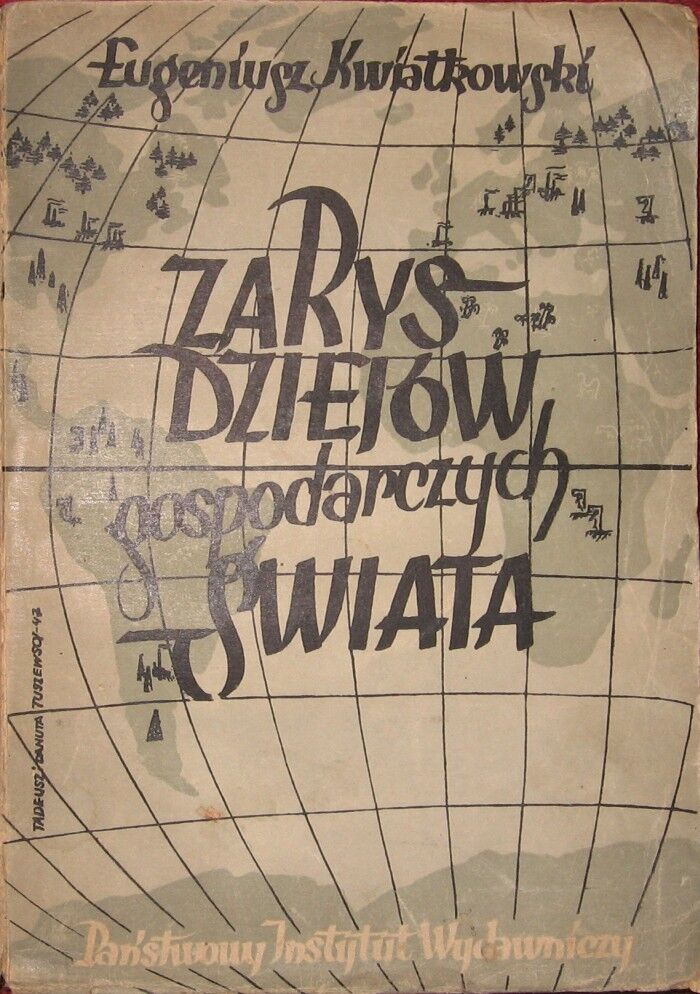 Eugeniusz Kwiatkowski
ZARYS
DZIEJÓW
gospodarczych
ŚWIATA
TADEUSZ, DANUTA TUSZEWSCY-47
Państwowy Instytut Wydawniczy